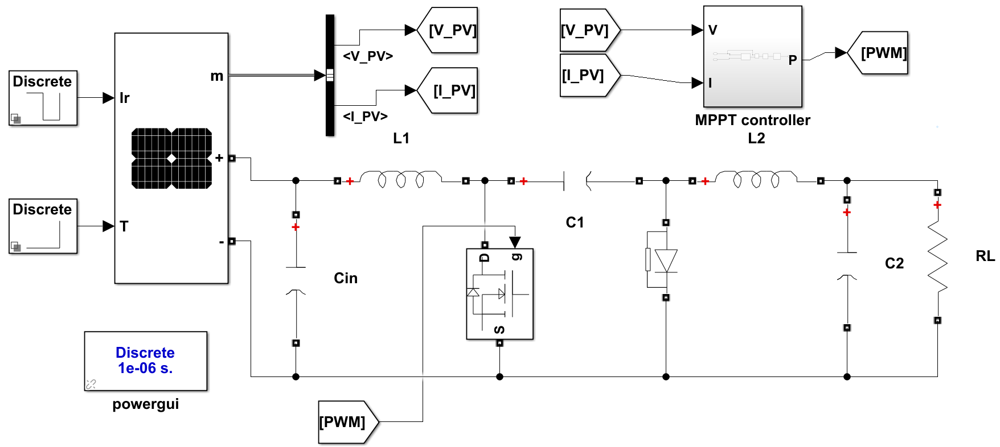 Discrete
Ir
m
<V_PV>
<I_PV>
[V_PV]
[I_PV]
[V_PV]
[I_PV]
V
I
P
MPPT controller
[PWM]
Discrete
T
+
-
L1
L2
+
+
+
+
+
+
Cin
C1
D
g
S
C2
RL
Discrete
1e-06 s.
powergui
[PWM]